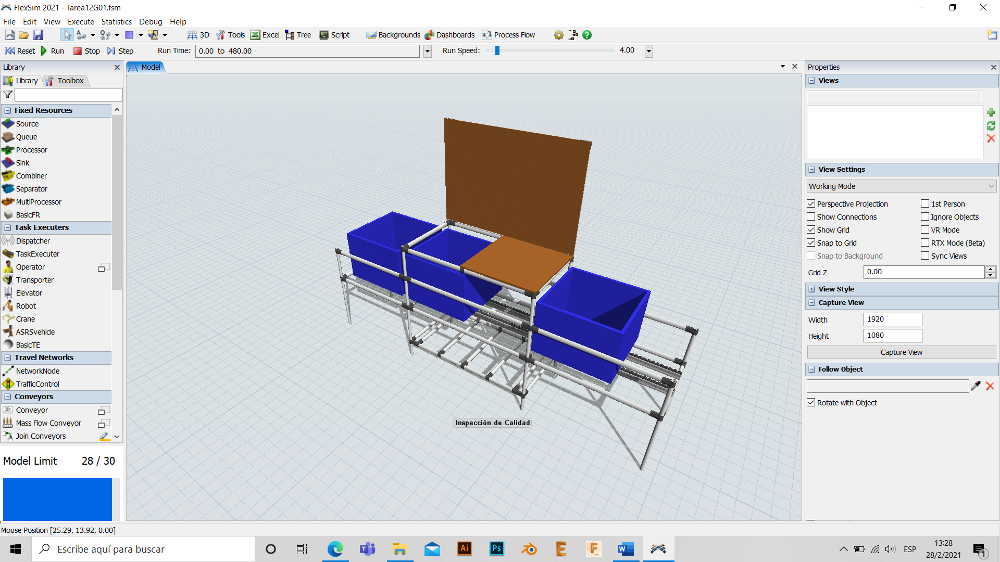 FlexSim 2021 - Tarea12G01.fsm
File Edit View Execute Statistics Debug Help
3D Tools Excel Tree Script Backgrounds Dashboards Process Flow
Reset Run Stop Step Run Time: 0.00 to 480.00 Run Speed: 4.00
Library
Library Toolbox
Fixed Resources
Source
Queue
Processor
Sink
Combiner
Separator
MultiProcessor
BasicFR
Task Executers
Dispatcher
TaskExecuter
Operator
Transporter
Elevator
Robot
Crane
ASRSvehicle
BasicTE
Travel Networks
NetworkNode
TrafficControl
Conveyors
Conveyor
Mass Flow Conveyor
Join Conveyors
Model Limit 28 / 30
Model
Inspección de Calidad
Properties
Views
View Settings
Working Mode
Perspective Projection 1st Person
Show Connections Ignore Objects
Show Grid VR Mode
Snap to Grid RTX Mode (Beta)
Snap to Background Sync Views
Grid Z 0.00
View Style
Capture View
Width 1920
Height 1080
Capture View
Follow Object
Rotate with Object
Mouse Position [25.29, 13.92, 0.00]
Escribe aquí para buscar
Ai Ps
ESP
13:28
28/2/2021
1